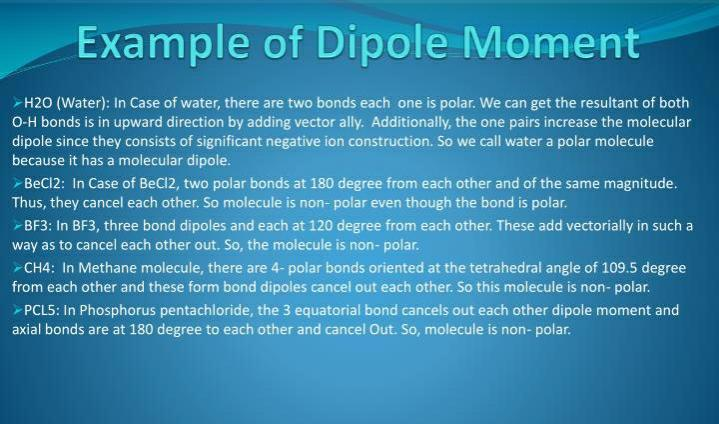 Example of Dipole Moment
➢H2O (Water): In Case of water, there are two bonds each one is polar. We can get the resultant of both
O-H bonds is in upward direction by adding vector ally. Additionally, the one pairs increase the molecular
dipole since they consists of significant negative ion construction. So we call water a polar molecule
because it has a molecular dipole.
➢BeCl2: In Case of BeCl2, two polar bonds at 180 degree from each other and of the same magnitude.
Thus, they cancel each other. So molecule is non- polar even though the bond is polar.
➢BF3: In BF3, three bond dipoles and each at 120 degree from each other. These add vectorially in such a
way as to cancel each other out. So, the molecule is non- polar.
➢CH4: In Methane molecule, there are 4- polar bonds oriented at the tetrahedral angle of 109.5 degree
from each other and these form bond dipoles cancel out each other. So this molecule is non- polar.
➢PCL5: In Phosphorus pentachloride, the 3 equatorial bond cancels out each other dipole moment and
axial bonds are at 180 degree to each other and cancel Out. So, molecule is non- polar.